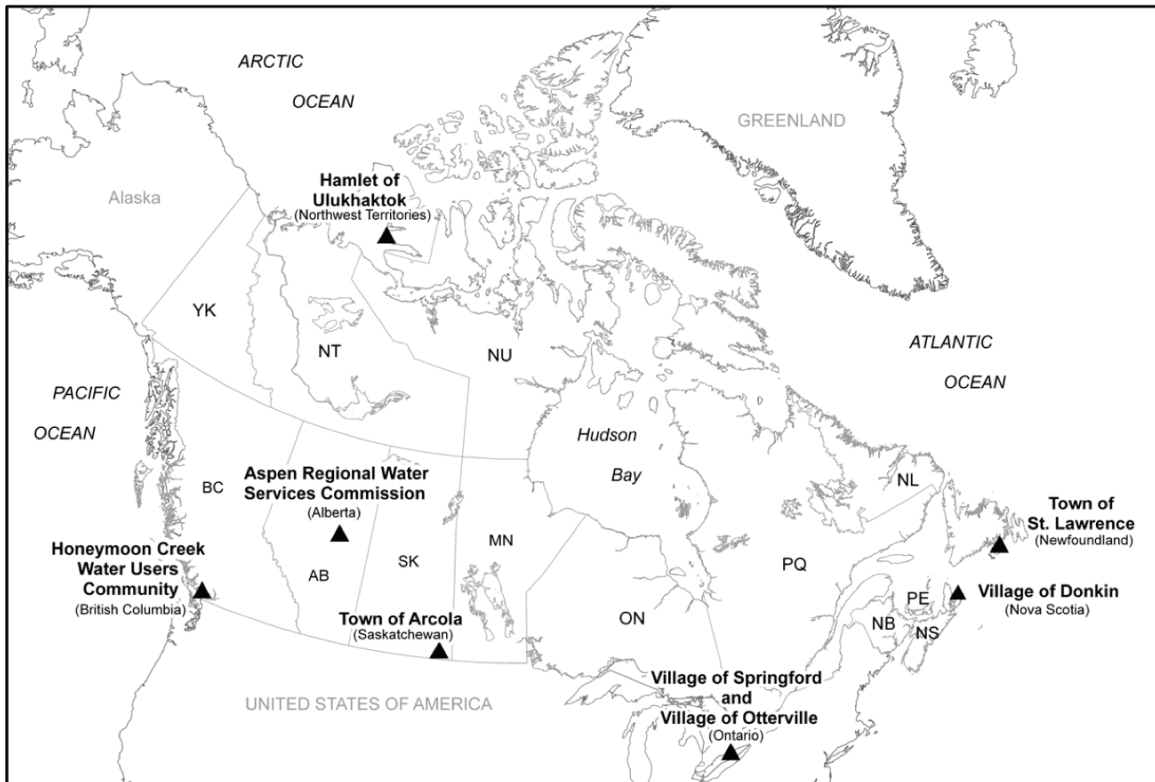 ARCTIC
OCEAN
GREENLAND
Hamlet of
Ulukhaktok
(Northwest Territories)
Alaska
YK
NT
NU
ATLANTIC
OCEAN
PACIFIC
OCEAN
Hudson
Bay
BC
Aspen Regional Water
Services Commission
(Alberta)
NL
Town of
St. Lawrence
(Newfoundland)
Honeymoon Creek
Water Users
Community
(British Columbia)
AB
SK
MN
PQ
Village of Donkin
(Nova Scotia)
PE
NB
NS
ON
Town of Arcola
(Saskatchewan)
Village of Springford
and
Village of Otterville
(Ontario)
UNITED STATES OF AMERICA